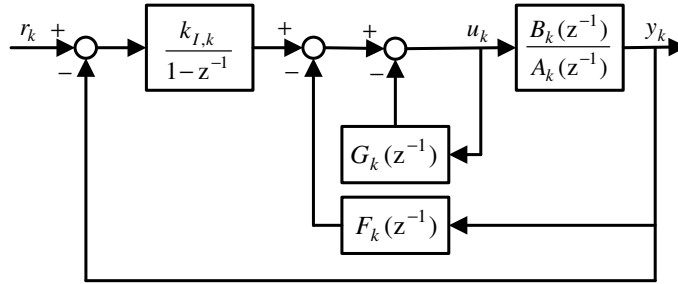 r_k
+
−
k_{I,k}
1−z^{−1}
+
−
+
−
u_k
B_k(z^{−1})
A_k(z^{−1})
y_k
G_k(z^{−1})
F_k(z^{−1})